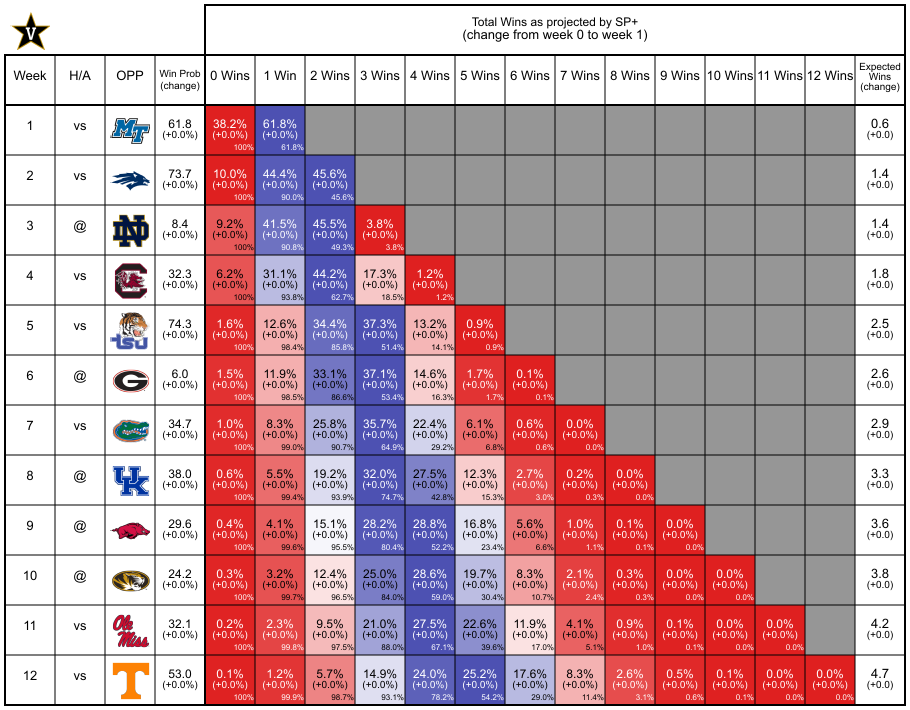 V
Total Wins as projected by SP+
(change from week 0 to week 1)
Week H/A OPP Win Prob (change) 0 Wins 1 Win 2 Wins 3 Wins 4 Wins 5 Wins 6 Wins 7 Wins 8 Wins 9 Wins 10 Wins 11 Wins 12 Wins Expected Wins (change)
1 vs MT 61.8 38.2% 61.8% 0.6
(+0.0%) (+0.0%) (+0.0%) (+0.0)
100% 61.8%
2 vs 73.7 10.0% 44.4% 45.6% 1.4
(+0.0%) (+0.0%) (+0.0%) (+0.0%) (+0.0)
100% 90.0% 45.6%
3 @ ND 8.4 9.2% 41.5% 45.5% 3.8% 1.4
(+0.0%) (+0.0%) (+0.0%) (+0.0%) (+0.0%) (+0.0)
100% 90.8% 49.3% 3.8%
4 vs C 32.3 6.2% 31.1% 44.2% 17.3% 1.2% 1.8
(+0.0%) (+0.0%) (+0.0%) (+0.0%) (+0.0%) (+0.0%) (+0.0)
100% 93.8% 62.7% 18.5% 1.2%
5 vs TSU 74.3 1.6% 12.6% 34.4% 37.3% 13.2% 0.9% 2.5
(+0.0%) (+0.0%) (+0.0%) (+0.0%) (+0.0%) (+0.0%) (+0.0%) (+0.0)
100% 98.4% 85.8% 51.4% 14.1% 0.9%
6 @ G 6.0 1.5% 11.9% 33.1% 37.1% 14.6% 1.7% 0.1% 2.6
(+0.0%) (+0.0%) (+0.0%) (+0.0%) (+0.0%) (+0.0%) (+0.0%) (+0.0%) (+0.0)
100% 98.5% 86.6% 53.4% 16.3% 1.7% 0.1%
7 vs 34.7 1.0% 8.3% 25.8% 35.7% 22.4% 6.1% 0.6% 0.0% 2.9
(+0.0%) (+0.0%) (+0.0%) (+0.0%) (+0.0%) (+0.0%) (+0.0%) (+0.0%) (+0.0%) (+0.0)
100% 99.0% 90.7% 64.9% 29.2% 6.8% 0.6% 0.0%
8 @ UK 38.0 0.6% 5.5% 19.2% 32.0% 27.5% 12.3% 2.7% 0.2% 0.0% 3.3
(+0.0%) (+0.0%) (+0.0%) (+0.0%) (+0.0%) (+0.0%) (+0.0%) (+0.0%) (+0.0%) (+0.0%) (+0.0)
100% 99.4% 93.9% 74.7% 42.8% 15.3% 3.0% 0.3% 0.0%
9 @ 29.6 0.4% 4.1% 15.1% 28.2% 28.8% 16.8% 5.6% 1.0% 0.1% 0.0% 3.6
(+0.0%) (+0.0%) (+0.0%) (+0.0%) (+0.0%) (+0.0%) (+0.0%) (+0.0%) (+0.0%) (+0.0%) (+0.0%) (+0.0)
100% 99.6% 95.5% 80.4% 52.2% 23.4% 6.6% 1.1% 0.1% 0.0%
10 @ 24.2 0.3% 3.2% 12.4% 25.0% 28.6% 19.7% 8.3% 2.1% 0.3% 0.0% 0.0% 3.8
(+0.0%) (+0.0%) (+0.0%) (+0.0%) (+0.0%) (+0.0%) (+0.0%) (+0.0%) (+0.0%) (+0.0%) (+0.0%) (+0.0%) (+0.0)
100% 99.7% 96.5% 84.0% 59.0% 30.4% 10.7% 2.4% 0.3% 0.0% 0.0%
11 vs Ole Miss 32.1 0.2% 2.3% 9.5% 21.0% 27.5% 22.6% 11.9% 4.1% 0.9% 0.1% 0.0% 0.0% 4.2
(+0.0%) (+0.0%) (+0.0%) (+0.0%) (+0.0%) (+0.0%) (+0.0%) (+0.0%) (+0.0%) (+0.0%) (+0.0%) (+0.0%) (+0.0%) (+0.0)
100% 99.8% 97.5% 88.0% 67.1% 39.6% 17.0% 5.1% 1.0% 0.1% 0.0% 0.0%
12 vs T 53.0 0.1% 1.2% 5.7% 14.9% 24.0% 25.2% 17.6% 8.3% 2.6% 0.5% 0.1% 0.0% 0.0% 4.7
(+0.0%) (+0.0%) (+0.0%) (+0.0%) (+0.0%) (+0.0%) (+0.0%) (+0.0%) (+0.0%) (+0.0%) (+0.0%) (+0.0%) (+0.0%) (+0.0%) (+0.0)
100% 99.9% 98.7% 93.1% 78.2% 54.2% 29.0% 11.4% 3.1% 0.6% 0.1% 0.0% 0.0%